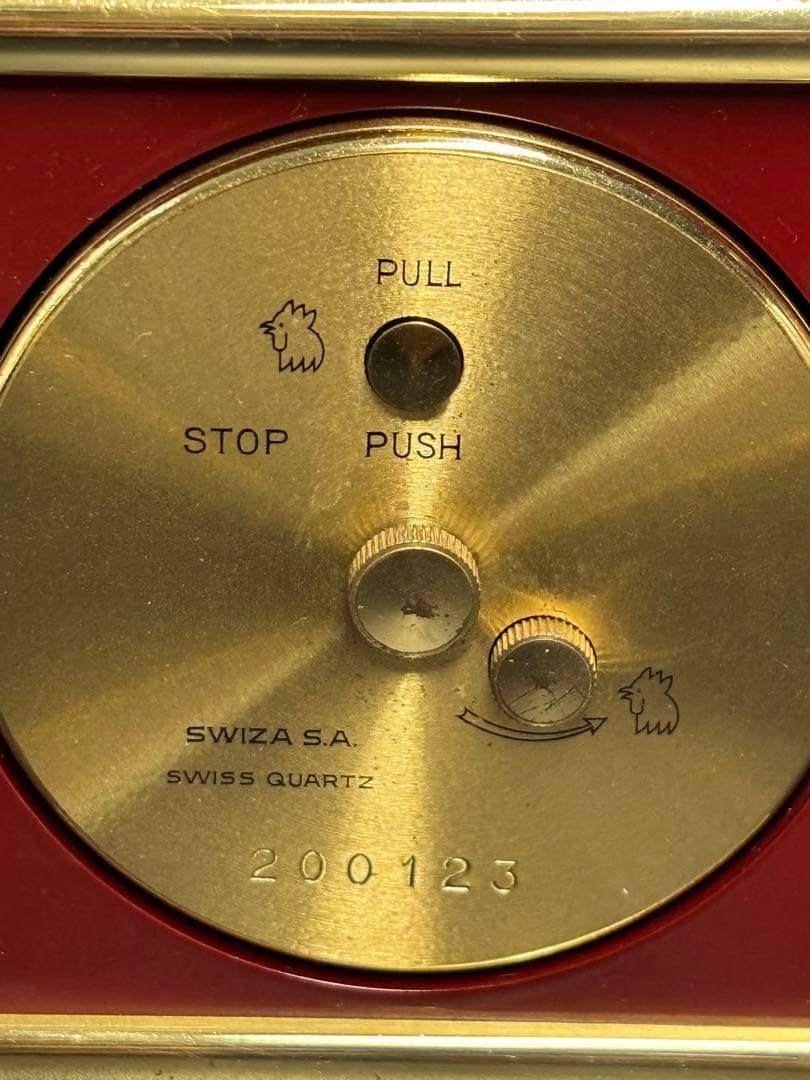 PULL
STOP PUSH
SWIZA S.A.
SWISS QUARTZ
200123